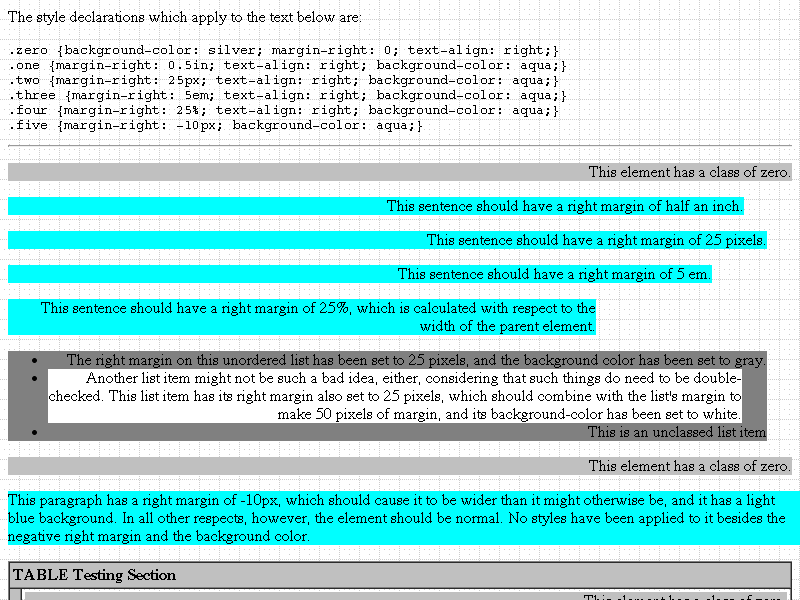 The style declarations which apply to the text below are:
.zero {background-color: silver; margin-right: 0; text-align: right;}
.one {margin-right: 0.5in; text-align: right; background-color: aqua;}
.two {margin-right: 25px; text-align: right; background-color: aqua;}
.three {margin-right: 5em; text-align: right; background-color: aqua;}
.four {margin-right: 25%; text-align: right; background-color: aqua;}
.five {margin-right: -10px; background-color: aqua;}
This element has a class of zero.
This sentence should have a right margin of half an inch.
This sentence should have a right margin of 25 pixels.
This sentence should have a right margin of 5 em.
This sentence should have a right margin of 25%, which is calculated with respect to the
width of the parent element.
The right margin on this unordered list has been set to 25 pixels, and the background color has been set to gray.
Another list item might not be such a bad idea, either, considering that such things do need to be double-
checked. This list item has its right margin also set to 25 pixels, which should combine with the list's margin to
make 50 pixels of margin, and its background-color has been set to white.
This is an unclassed list item
This element has a class of zero.
This paragraph has a right margin of -10px, which should cause it to be wider than it might otherwise be, and it has a light
blue background. In all other respects, however, the element should be normal. No styles have been applied to it besides the
negative right margin and the background color.
TABLE Testing Section
This element has a class of zero.